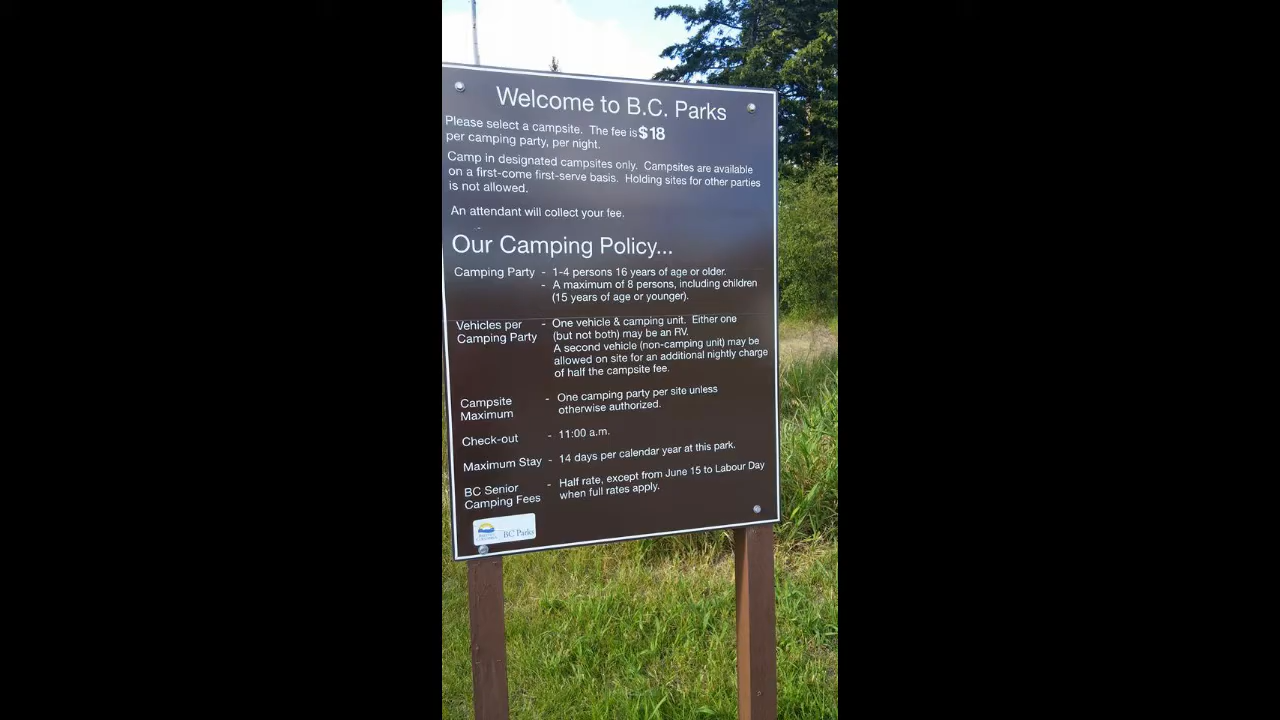 Welcome to B.C. Parks
Please select a campsite. The fee is $18
per camping party, per night.
Camp in designated campsites only. Campsites are available
on a first-come first-serve basis. Holding sites for other parties
is not allowed.
An attendant will collect your fee.
Our Camping Policy...
Camping Party - 1-4 persons 16 years of age or older.
- A maximum of 8 persons, including children
(15 years of age or younger).
Vehicles per - One vehicle & camping unit. Either one
Camping Party (but not both) may be an RV.
A second vehicle (non-camping unit) may be
allowed on site for an additional nightly charge
of half the campsite fee.
Campsite - One camping party per site unless
Maximum otherwise authorized.
Check-out - 11:00 a.m.
Maximum Stay - 14 days per calendar year at this park.
BC Senior - Half rate, except from June 15 to Labour Day
Camping Fees when full rates apply.
BC Parks